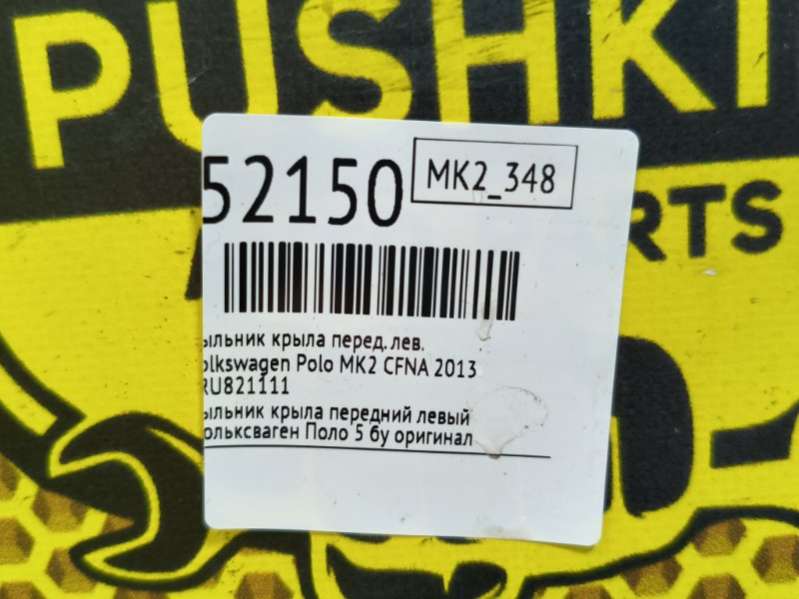 PUSHKI
RTS
52150
MK2_348
ыльник крыла перед. лев.
olkswagen Polo MK2 CFNA 2013
RU821111
ыльник крыла передний левый
ольксваген Поло 5 бу оригинал